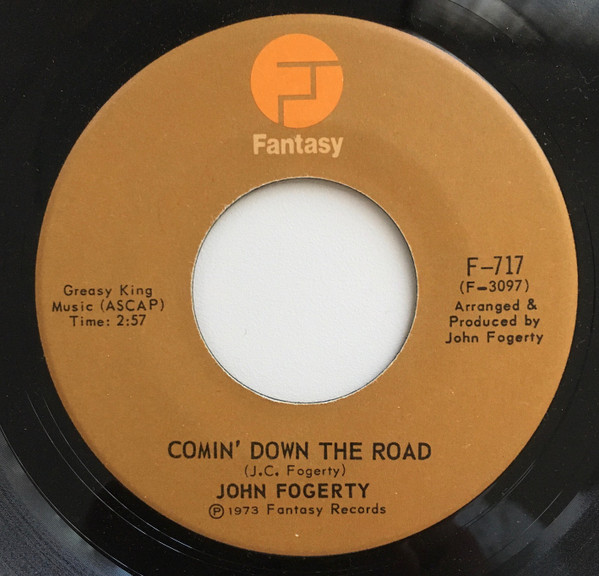 Fantasy
Greasy King
Music (ASCAP)
Time: 2:57
F-717
(F-3097)
Arranged &
Produced by
John Fogerty
COMIN' DOWN THE ROAD
(J.C. Fogerty)
JOHN FOGERTY
Ⓟ 1973 Fantasy Records